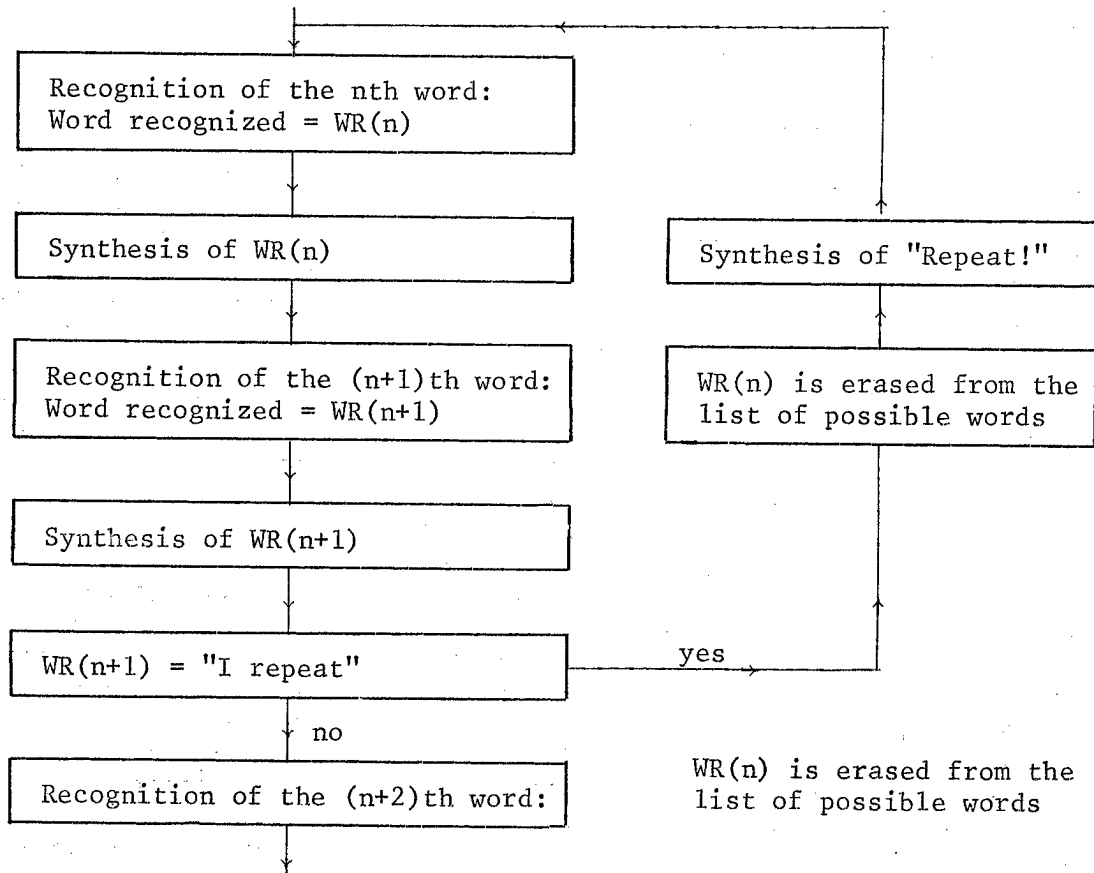 Recognition of the nth word:
Word recognized = WR(n)
Synthesis of WR(n)
Recognition of the (n+1)th word:
Word recognized = WR(n+1)
Synthesis of WR(n+1)
WR(n+1) = "I repeat"
yes
no
Recognition of the (n+2)th word:
Synthesis of "Repeat!"
WR(n) is erased from the
list of possible words
WR(n) is erased from the
list of possible words